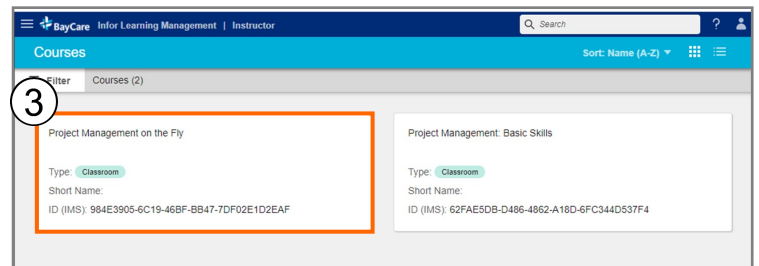 BayCare Infor Learning Management | Instructor Search ?
Courses Sort: Name (A-Z)
Filter Courses (2)
3
Project Management on the Fly
Type: Classroom
Short Name:
ID (IMS): 984E3905-6C19-46BF-BB47-7DF02E1D2EAF
Project Management: Basic Skills
Type: Classroom
Short Name:
ID (IMS): 62FAE5DB-D486-4862-A18D-6FC344D537F4